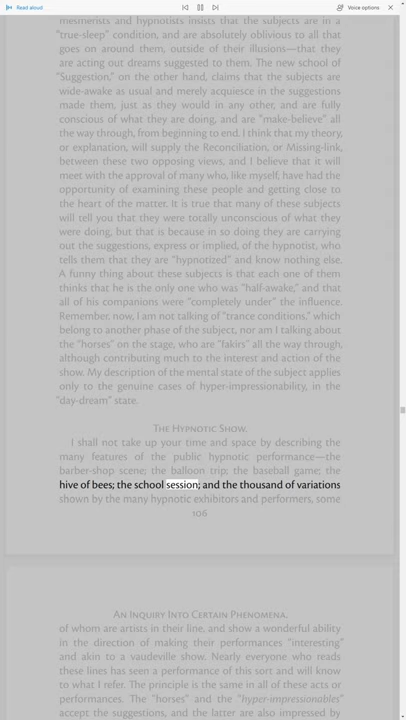 Read aloud
Voice options
mesmerists and hypnotists insists that the subjects are in a
"true-sleep" condition, and are absolutely oblivious to all that
goes on around them, outside of their illusions—that they
are acting out dreams suggested to them. The new school of
"Suggestion," on the other hand, claims that the subjects are
wide-awake as usual and merely acquiesce in the suggestions
made them, just as they would in any other, and are fully
conscious of what they are doing, and are "make-believe" all
the way through, from beginning to end. I think that my theory,
or explanation, will supply the Reconciliation, or Missing-link,
between these two opposing views, and I believe that it will
meet with the approval of many who, like myself, have had the
opportunity of examining these people and getting close to
the heart of the matter. It is true that many of these subjects
will tell you that they were totally unconscious of what they
were doing, but that is because in so doing they are carrying
out the suggestions, express or implied, of the hypnotist, who
tells them that they are "hypnotized" and know nothing else.
A funny thing about these subjects is that each one of them
thinks that he is the only one who was "half-awake," and that
all of his companions were "completely under" the influence.
Remember, now, I am not talking of "trance conditions," which
belong to another phase of the subject, nor am I talking about
the "horses" on the stage, who are "fakirs" all the way through,
although contributing much to the interest and action of the
show. My description of the mental state of the subject applies
only to the genuine cases of hyper-impressionability, in the
"day-dream" state.
The Hypnotic Show.
I shall not take up your time and space by describing the
many features of the public hypnotic performance—the
barber-shop scene; the balloon trip; the baseball game; the
hive of bees; the school session; and the thousand of variations
shown by the many hypnotic exhibitors and performers, some
106
An Inquiry Into Certain Phenomena.
of whom are artists in their line, and show a wonderful ability
in the direction of making their performances "interesting"
and akin to a vaudeville show. Nearly everyone who reads
these lines has seen a performance of this sort and will know
to what I refer. The principle is the same in all of these acts or
performances. The "horses" and the "hyper-impressionables"
accept the suggestions, and the latter are also impressed by